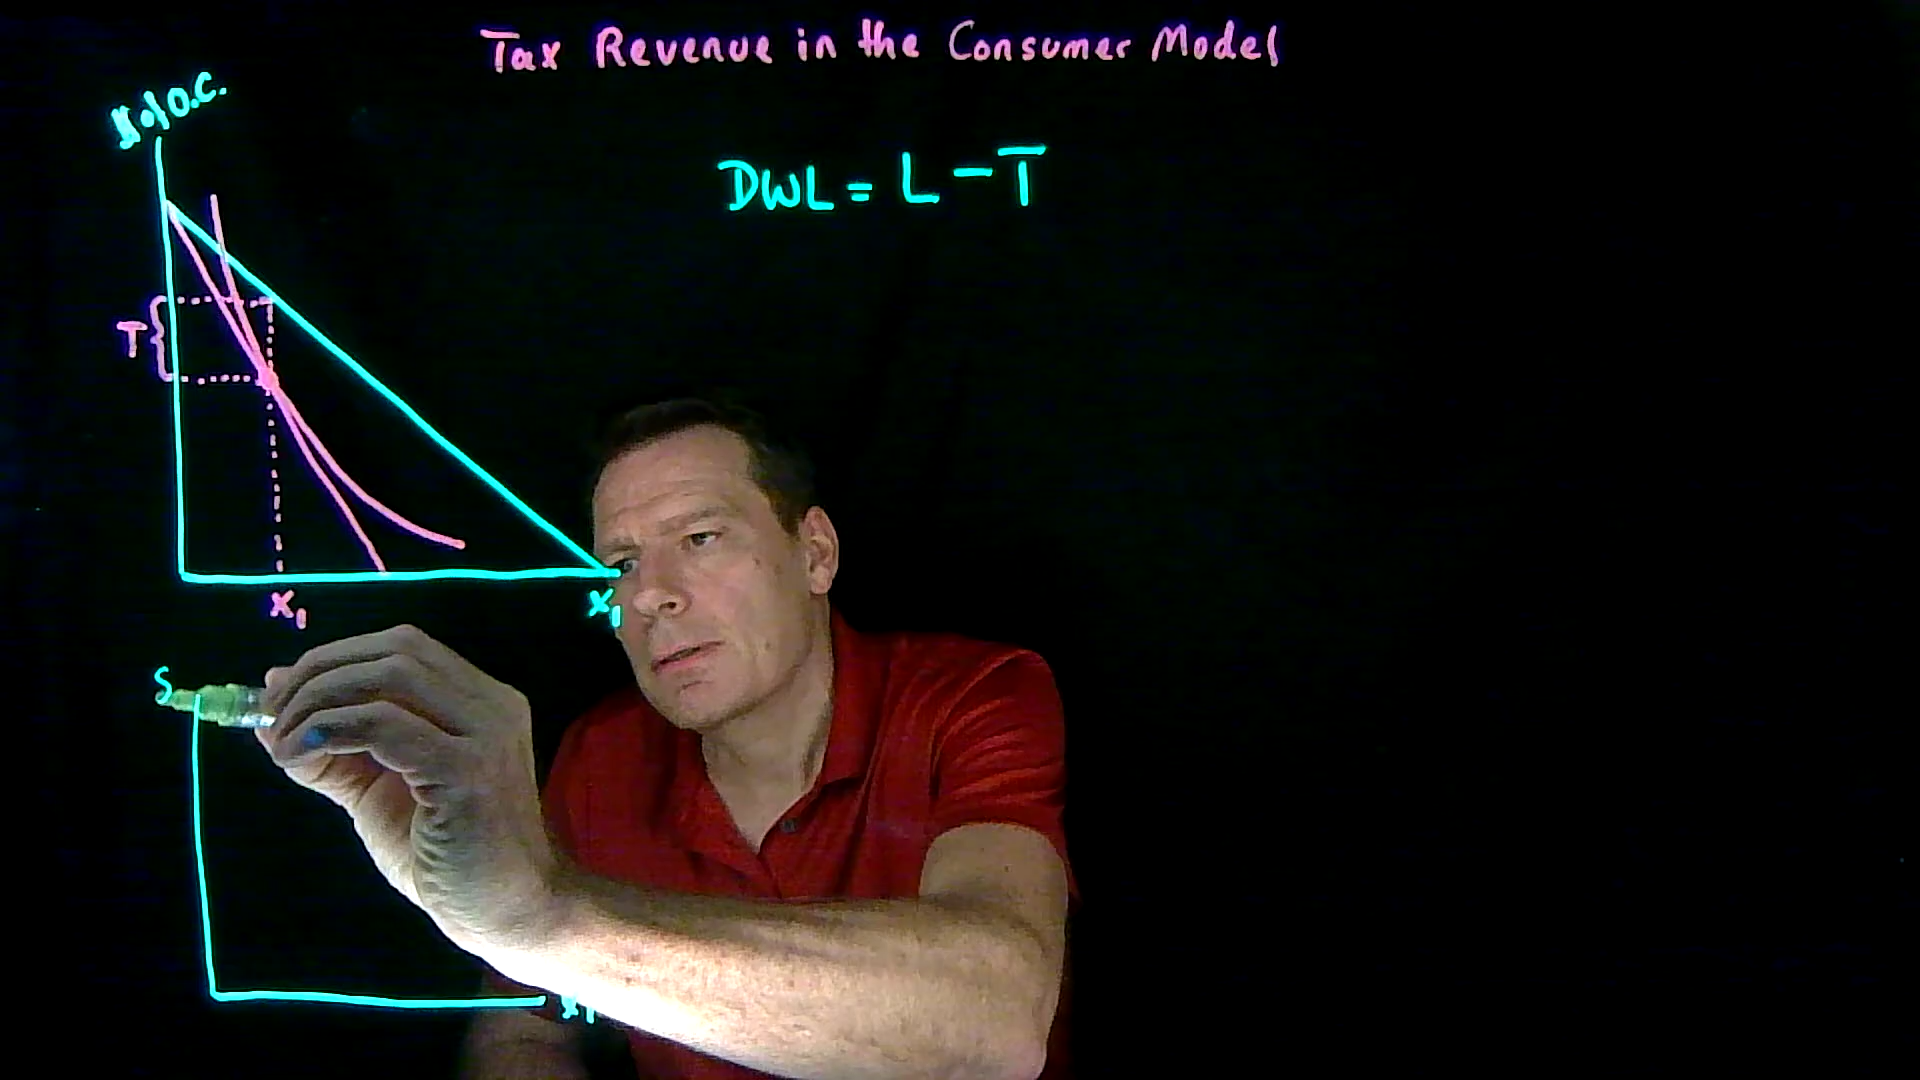 Tax Revenue in the Consumer Model
$ of O.C.
DWL = L - T
T
x₁
x₁